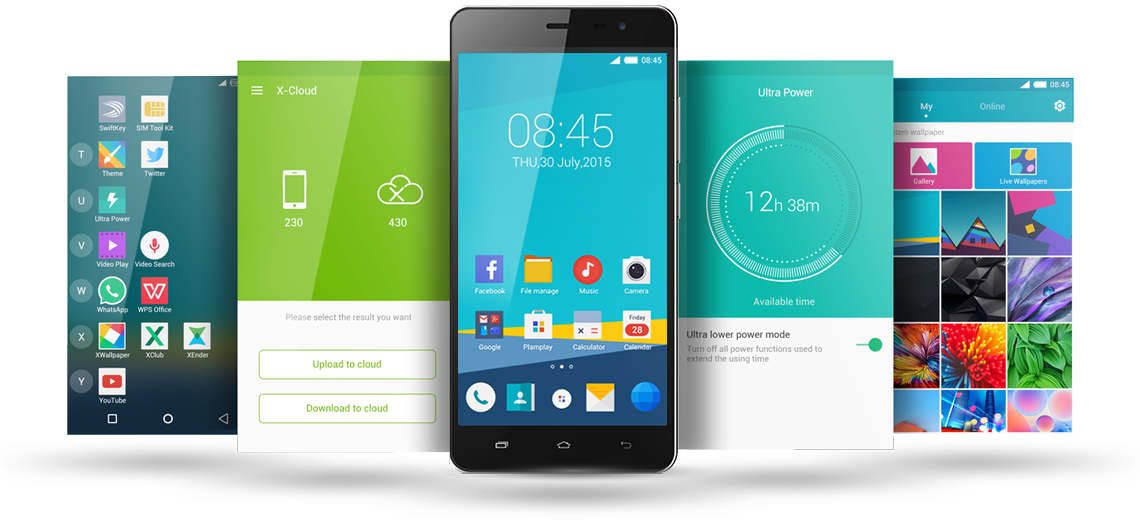 SwiftKey
SIM Tool Kit
T
Theme
Twitter
U
Ultra Power
V
Video Play
Video Search
W
WhatsApp
WPS Office
X
XWallpaper
XClub
XEnder
Y
YouTube
X-Cloud
230
430
Please select the result you want
Upload to cloud
Download to cloud
08:45
08:45
THU,30 July,2015
Facebook
File manage
Music
Camera
Google
Plamplay
Calculator
Friday
28
Calendar
Ultra Power
12h 38m
Available time
Ultra lower power mode
Turn off all power functions used to
extend the using time
08:45
My
Online
tem wallpaper
Gallery
Live Wallpapers